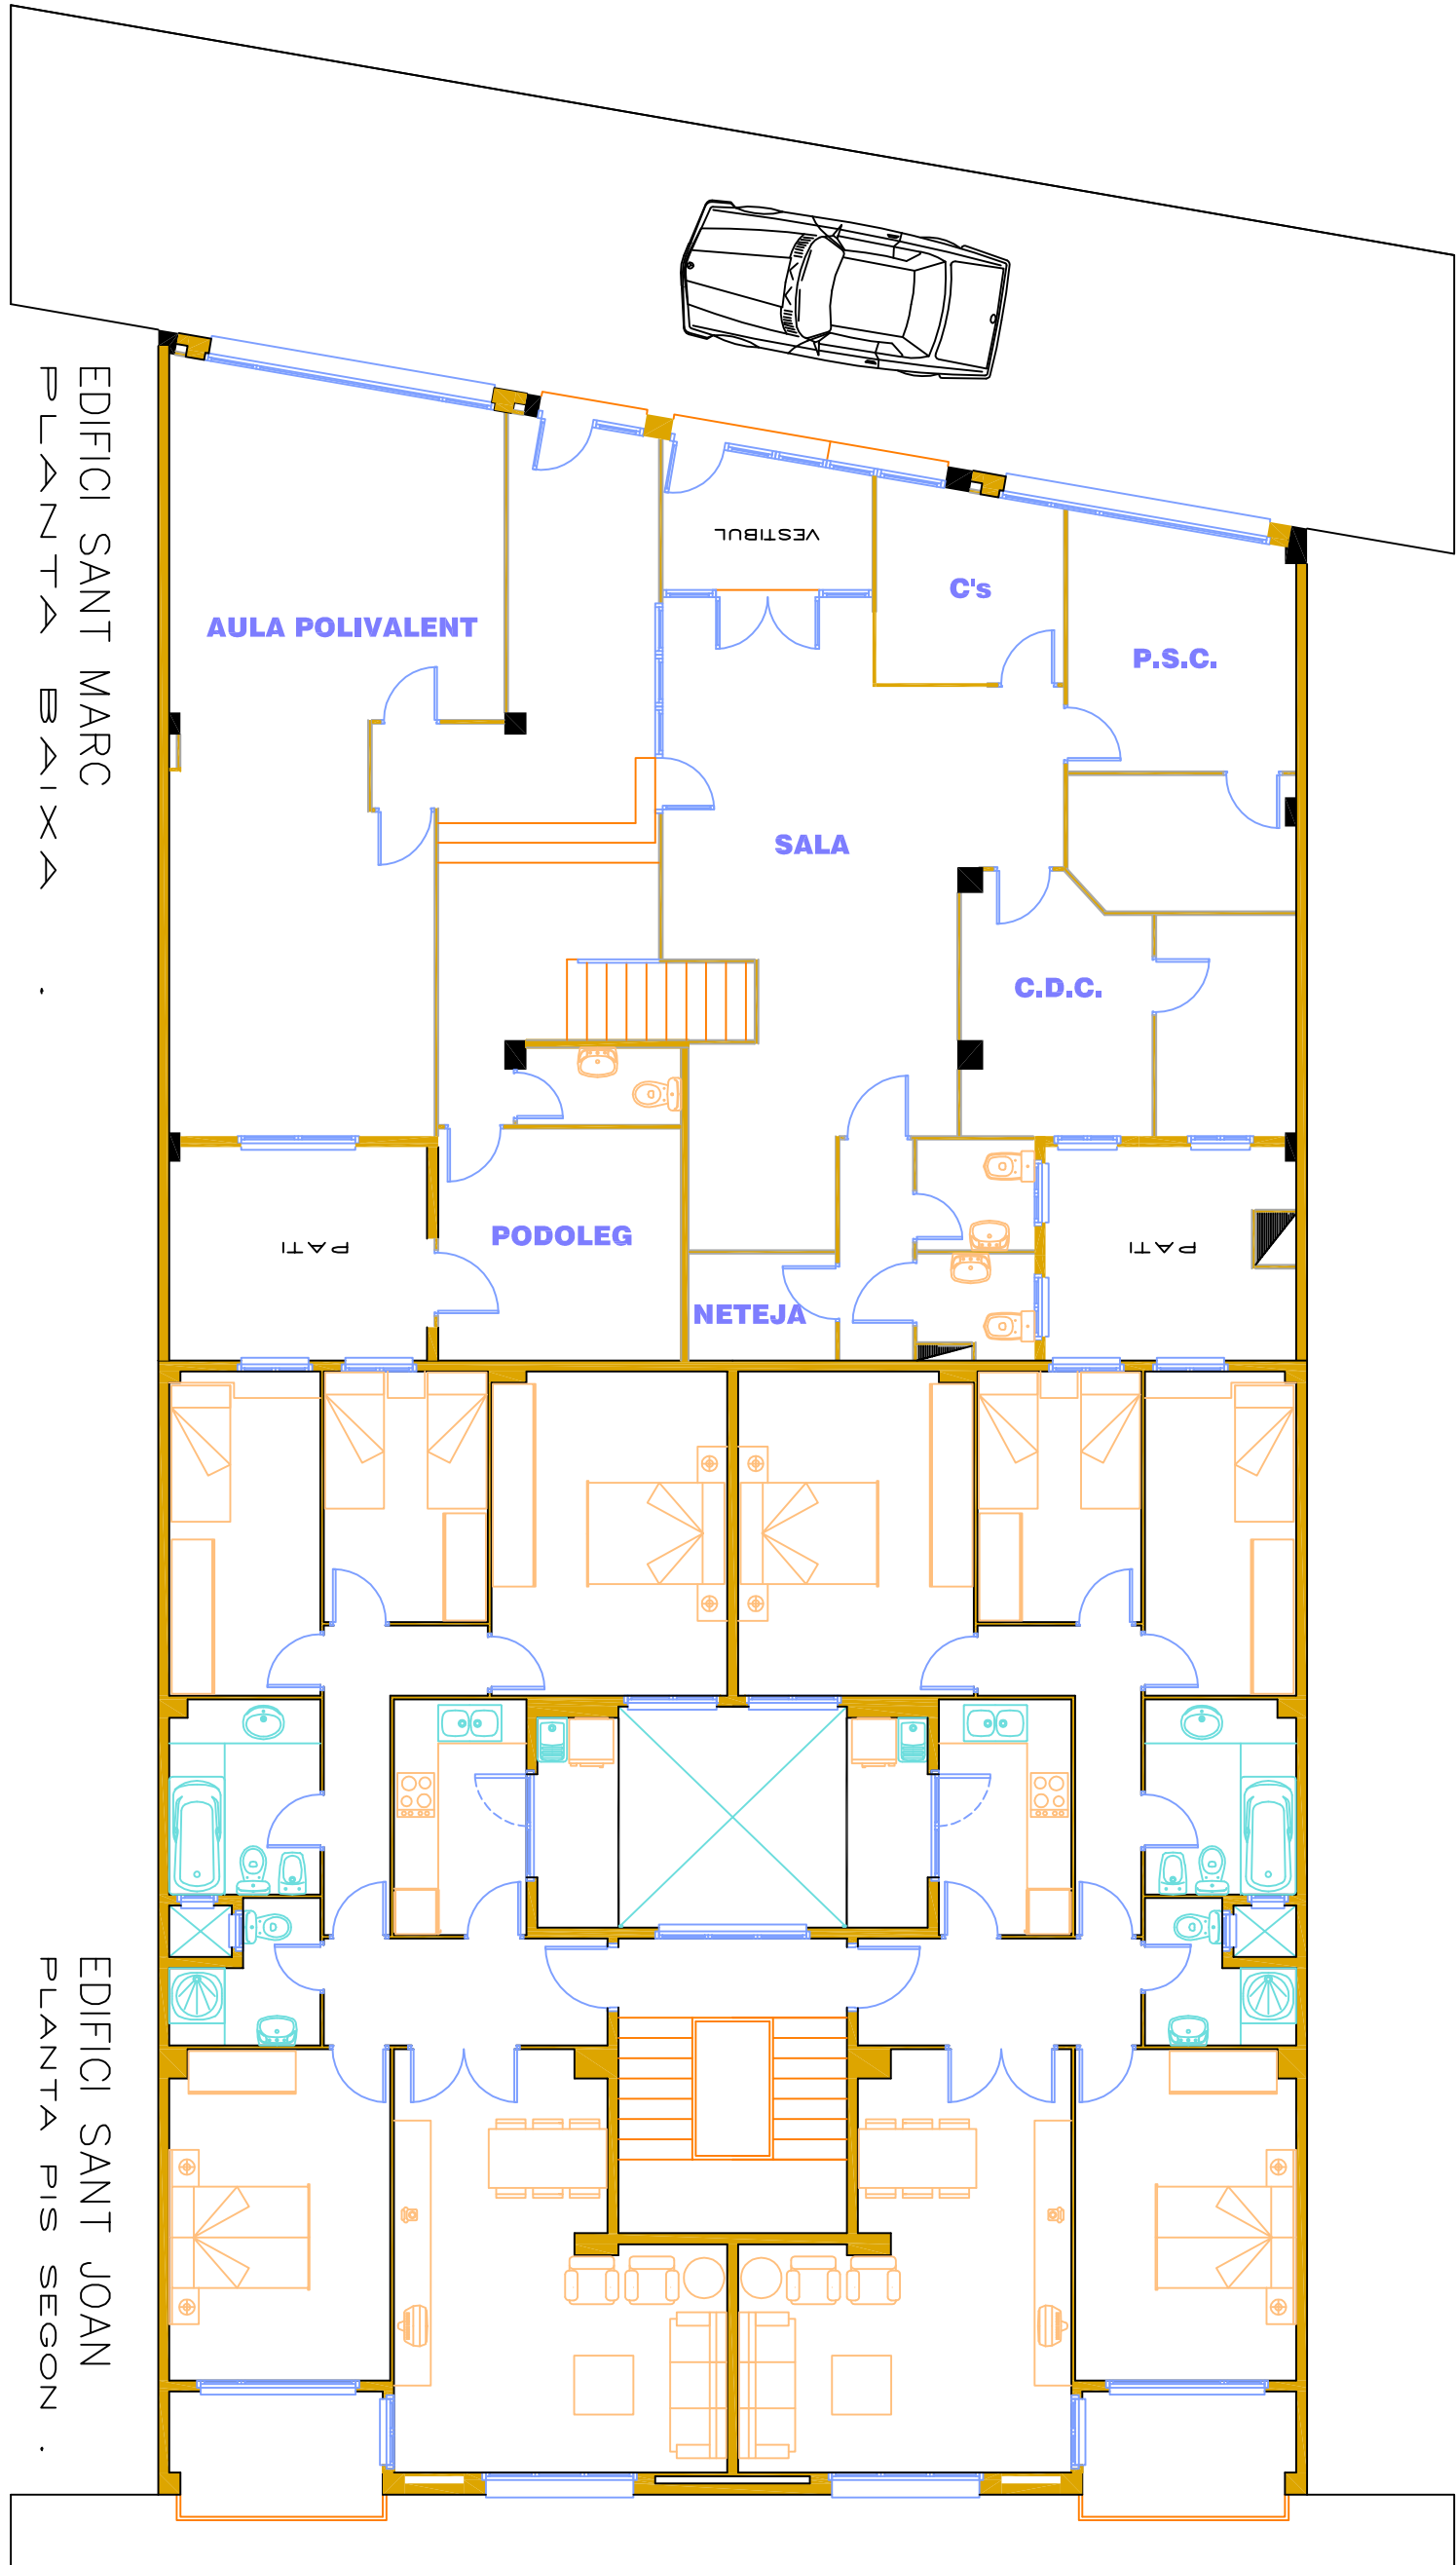 EDIFICI SANT MARC
PLANTA BAIXA .
VESTIBUL
C's
AULA POLIVALENT
P.S.C.
SALA
C.D.C.
PODOLEG
PATI
PATI
NETEJA
EDIFICI SANT JOAN
PLANTA PIS SEGON .